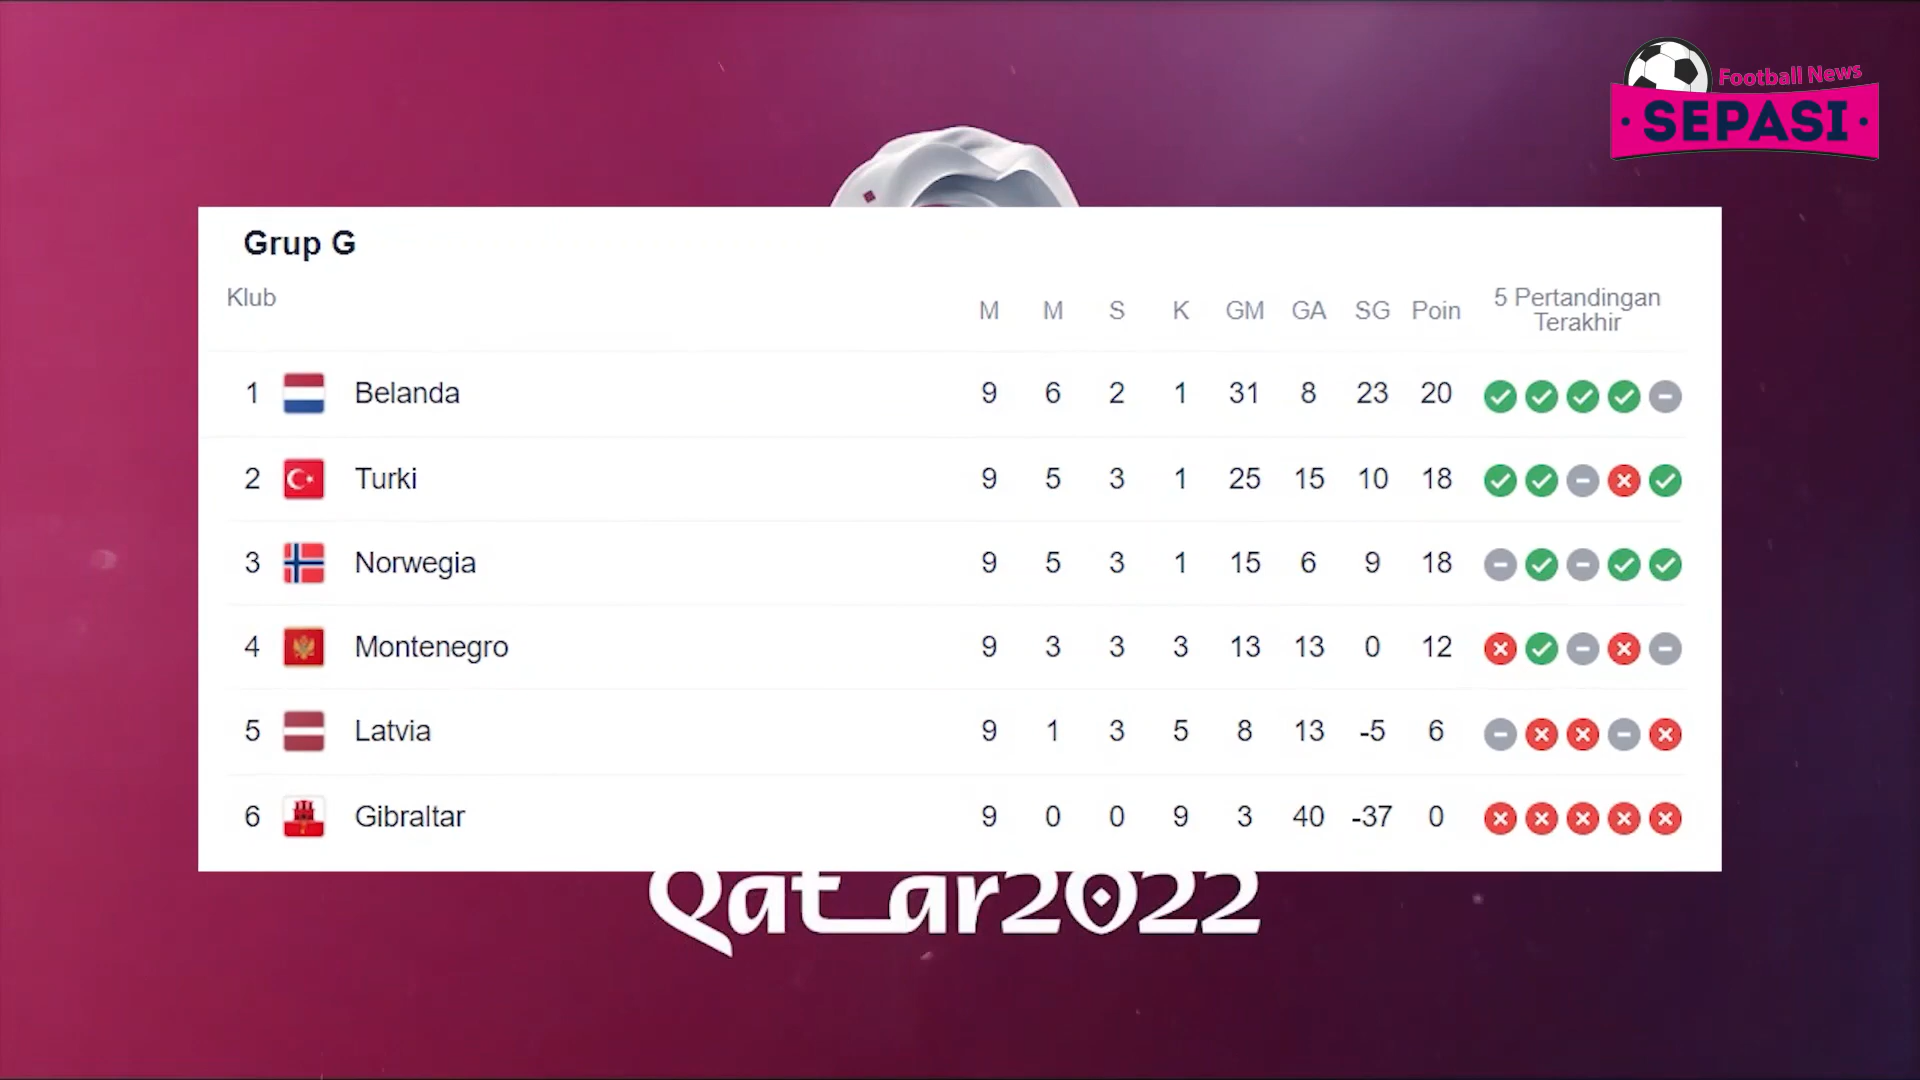 Football News
SEPASI
Grup G
Klub M M S K GM GA SG Poin 5 Pertandingan
Terakhir
1 Belanda 9 6 2 1 31 8 23 20
2 Turki 9 5 3 1 25 15 10 18
3 Norwegia 9 5 3 1 15 6 9 18
4 Montenegro 9 3 3 3 13 13 0 12
5 Latvia 9 1 3 5 8 13 -5 6
6 Gibraltar 9 0 0 9 3 40 -37 0
Qatar2022